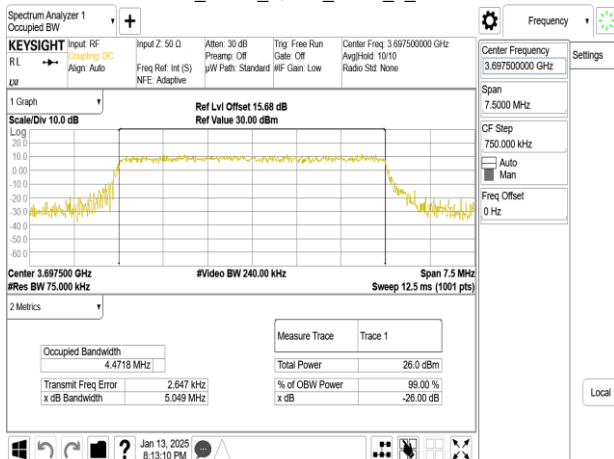 Spectrum Analyzer 1
Occupied BW
Frequency
KEYSIGHT
RL
LXI
Input: RF
Coupling: DC
Align: Auto
Input Z: 50 Ω
Freq Ref: Int (S)
NFE: Adaptive
Atten: 30 dB
Preamp: Off
µW Path: Standard
Trig: Free Run
Gate: Off
#IF Gain: Low
Center Freq: 3.697500000 GHz
Avg|Hold: 10/10
Radio Std: None
Center Frequency
3.697500000 GHz
Settings
Span
7.5000 MHz
CF Step
750.000 kHz
Auto
Man
Freq Offset
0 Hz
Local
1 Graph
Scale/Div 10.0 dB
Ref Lvl Offset 15.68 dB
Ref Value 30.00 dBm
Log
20.0
10.0
0.00
-10.0
-20.0
-30.0
-40.0
-50.0
-60.0
Center 3.697500 GHz
#Res BW 75.000 kHz
#Video BW 240.00 kHz
Span 7.5 MHz
Sweep 12.5 ms (1001 pts)
2 Metrics
Occupied Bandwidth
4.4718 MHz
Transmit Freq Error 2.647 kHz
x dB Bandwidth 5.049 MHz
Measure Trace Trace 1
Total Power 26.0 dBm
% of OBW Power 99.00 %
x dB -26.00 dB
Jan 13, 2025
8:13:10 PM